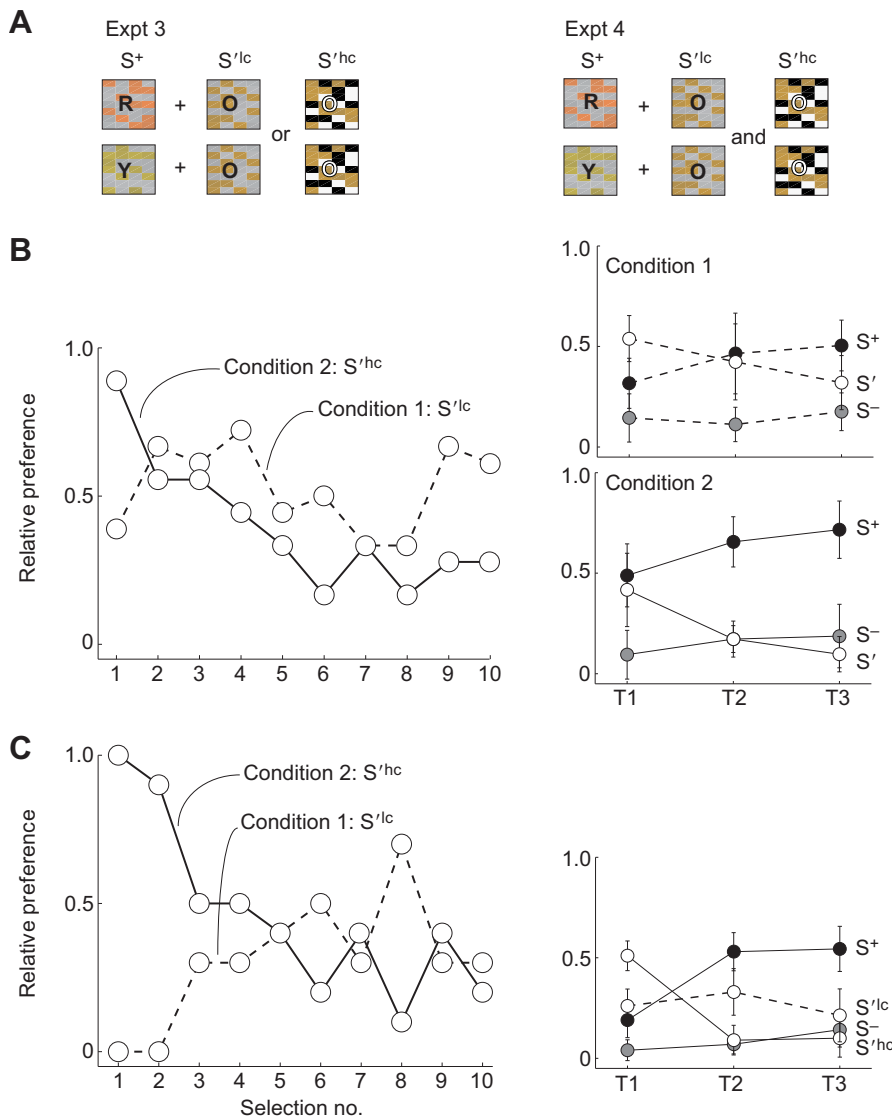 A
Expt 3
S+ S′lc S′hc
R + O or O
Y + O O
Expt 4
S+ S′lc S′hc
R + O and O
Y + O O
B
Relative preference
1.0
0.5
0
Condition 2: S′hc
Condition 1: S′lc
1 2 3 4 5 6 7 8 9 10
Condition 1
1.0
0.5
0
S+
S′
S−
Condition 2
1.0
0.5
0
S+
S−
S′
T1 T2 T3
C
Relative preference
1.0
0.5
0
Condition 2: S′hc
Condition 1: S′lc
1 2 3 4 5 6 7 8 9 10
Selection no.
1.0
0.5
0
S+
S′lc
S−
S′hc
T1 T2 T3